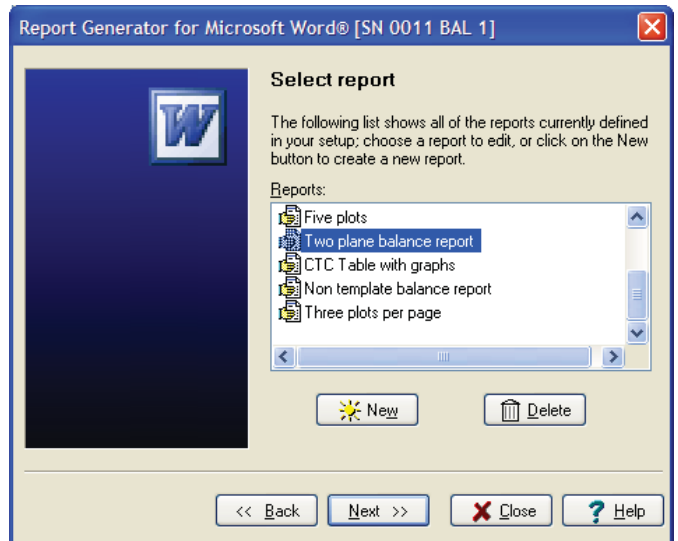 Report Generator for Microsoft Word® [SN 0011 BAL 1]
W
Select report
The following list shows all of the reports currently defined
in your setup; choose a report to edit, or click on the New
button to create a new report.
Reports:
Five plots
Two plane balance report
CTC Table with graphs
Non template balance report
Three plots per page
New
Delete
<< Back
Next >>
Close
? Help